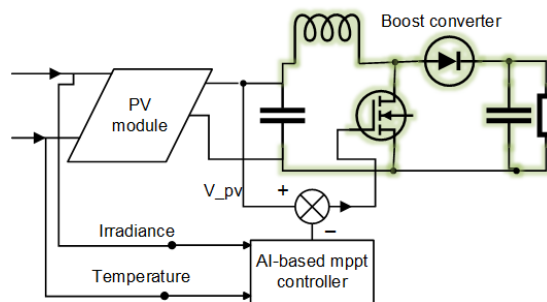 Boost converter
PV
module
V_pv
+
−
Irradiance
Temperature
AI-based mppt
controller